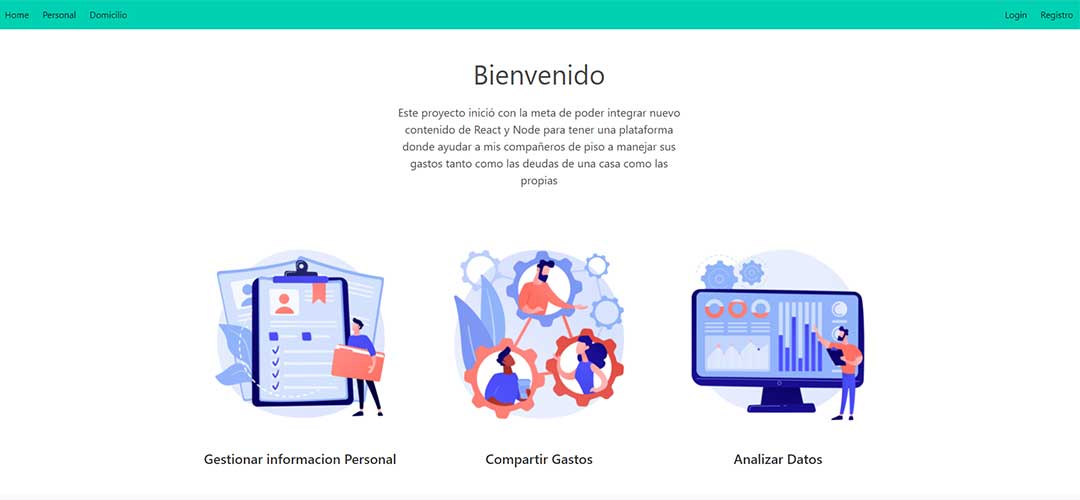 Home Personal Domicilio Login Registro
Bienvenido
Este proyecto inició con la meta de poder integrar nuevo
contenido de React y Node para tener una plataforma
donde ayudar a mis compañeros de piso a manejar sus
gastos tanto como las deudas de una casa como las
propias
Gestionar informacion Personal Compartir Gastos Analizar Datos